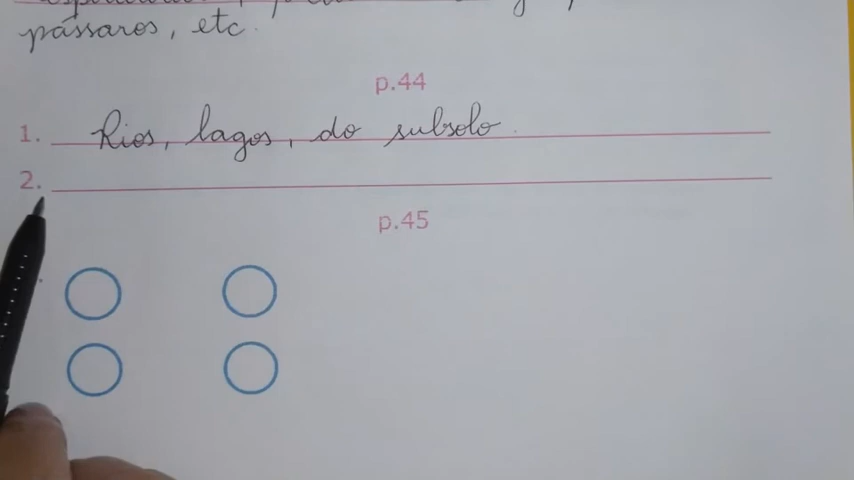 pássaros, etc.
p.44
1. Rios, lagos, do subsolo.
2.
p.45